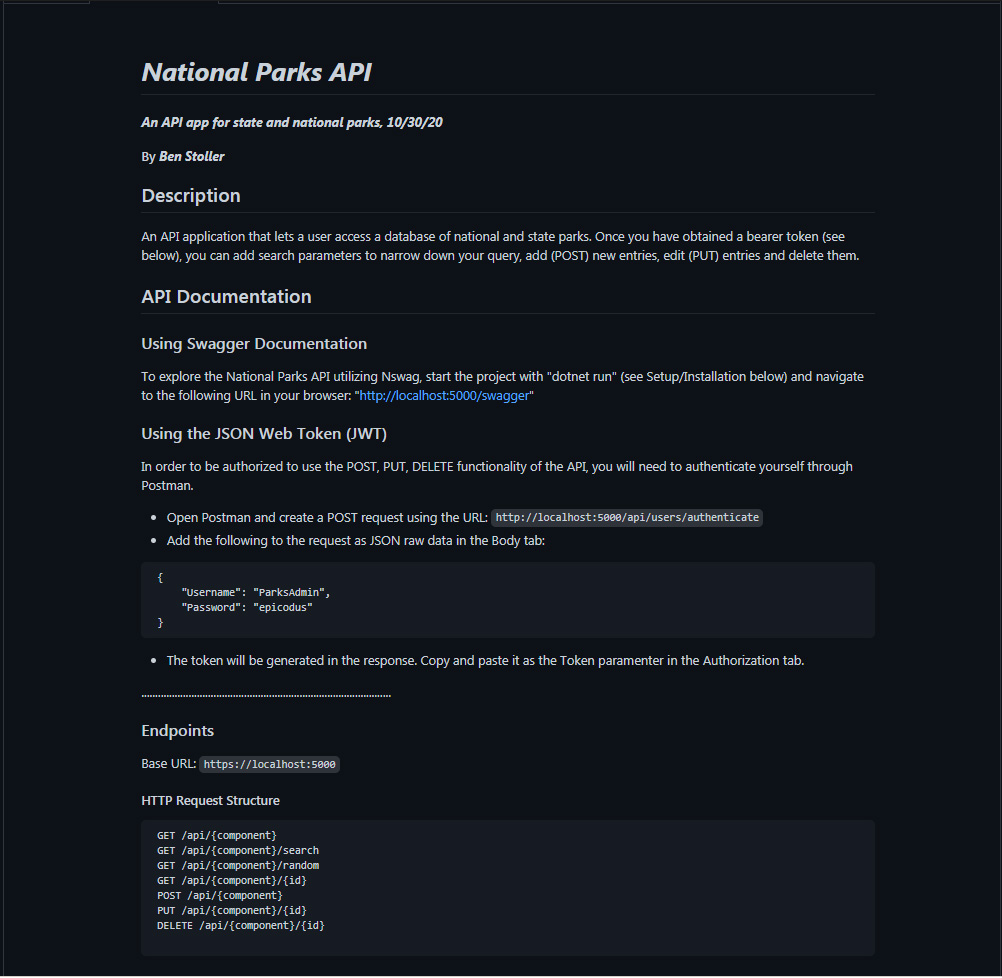 National Parks API
An API app for state and national parks, 10/30/20
By Ben Stoller
Description
An API application that lets a user access a database of national and state parks. Once you have obtained a bearer token (see
below), you can add search parameters to narrow down your query, add (POST) new entries, edit (PUT) entries and delete them.
API Documentation
Using Swagger Documentation
To explore the National Parks API utilizing Nswag, start the project with "dotnet run" (see Setup/Installation below) and navigate
to the following URL in your browser: "http://localhost:5000/swagger"
Using the JSON Web Token (JWT)
In order to be authorized to use the POST, PUT, DELETE functionality of the API, you will need to authenticate yourself through
Postman.
• Open Postman and create a POST request using the URL: http://localhost:5000/api/users/authenticate
• Add the following to the request as JSON raw data in the Body tab:
{
    "Username": "ParksAdmin",
    "Password": "epicodus"
}
• The token will be generated in the response. Copy and paste it as the Token paramenter in the Authorization tab.
..........................................................................................
Endpoints
Base URL: https://localhost:5000
HTTP Request Structure
GET /api/{component}
GET /api/{component}/search
GET /api/{component}/random
GET /api/{component}/{id}
POST /api/{component}
PUT /api/{component}/{id}
DELETE /api/{component}/{id}